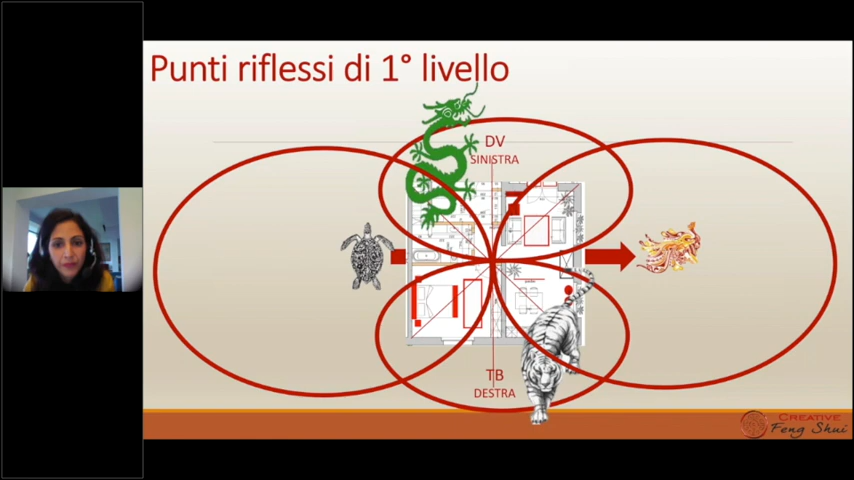 Punti riflessi di 1° livello
DV
SINISTRA
TB
DESTRA
CREATIVE
Feng Shui